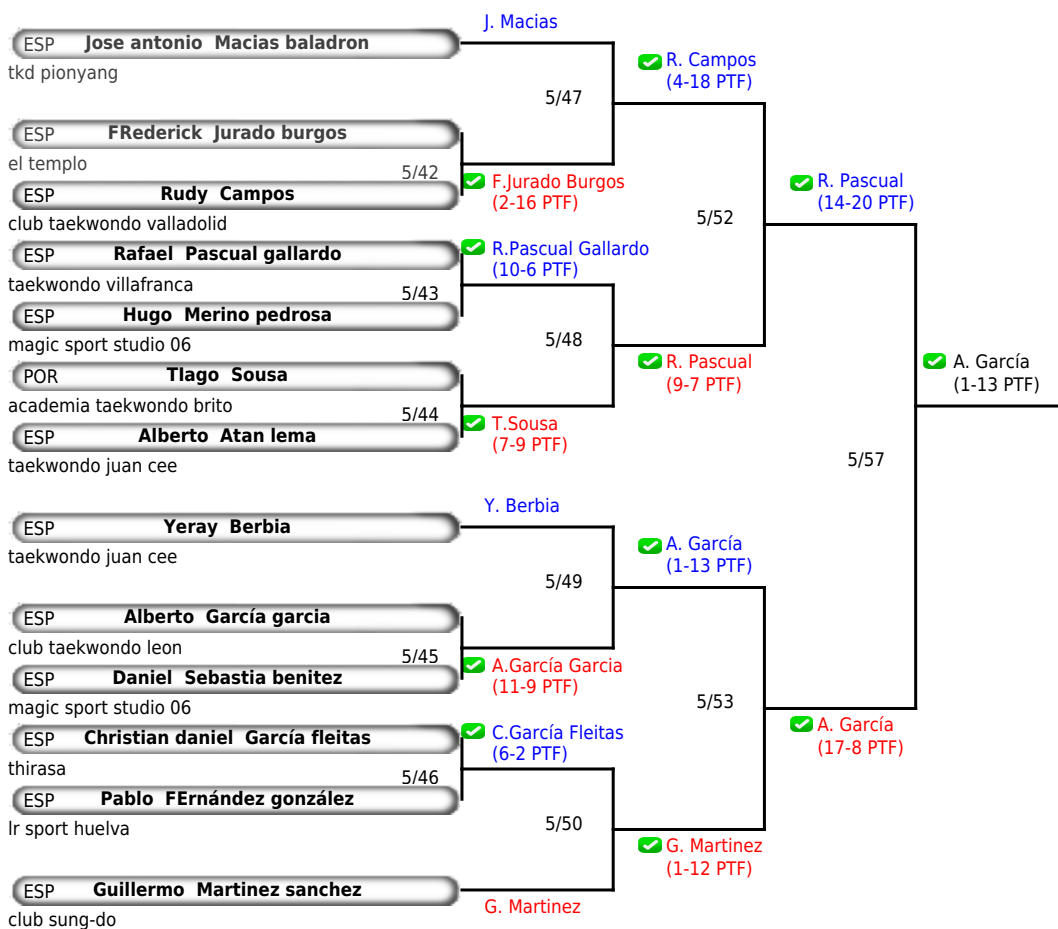 J. Macias
ESP Jose antonio Macias baladron
tkd pionyang
R. Campos
(4-18 PTF)
5/47
ESP FRederick Jurado burgos
el templo
5/42
F.Jurado Burgos
(2-16 PTF)
ESP Rudy Campos
club taekwondo valladolid
R. Pascual
(14-20 PTF)
5/52
ESP Rafael Pascual gallardo
taekwondo villafranca
R.Pascual Gallardo
(10-6 PTF)
5/43
ESP Hugo Merino pedrosa
magic sport studio 06
5/48
R. Pascual
(9-7 PTF)
A. García
(1-13 PTF)
POR TIago Sousa
academia taekwondo brito
5/44
T.Sousa
(7-9 PTF)
ESP Alberto Atan lema
taekwondo juan cee
5/57
Y. Berbia
ESP Yeray Berbia
taekwondo juan cee
A. García
(1-13 PTF)
5/49
ESP Alberto García garcia
club taekwondo leon
5/45
A.García Garcia
(11-9 PTF)
ESP Daniel Sebastia benitez
magic sport studio 06
5/53
A. García
(17-8 PTF)
ESP Christian daniel García fleitas
thirasa
C.García Fleitas
(6-2 PTF)
5/46
ESP Pablo FErnández gonzález
lr sport huelva
5/50
G. Martinez
(1-12 PTF)
ESP Guillermo Martinez sanchez
club sung-do
G. Martinez